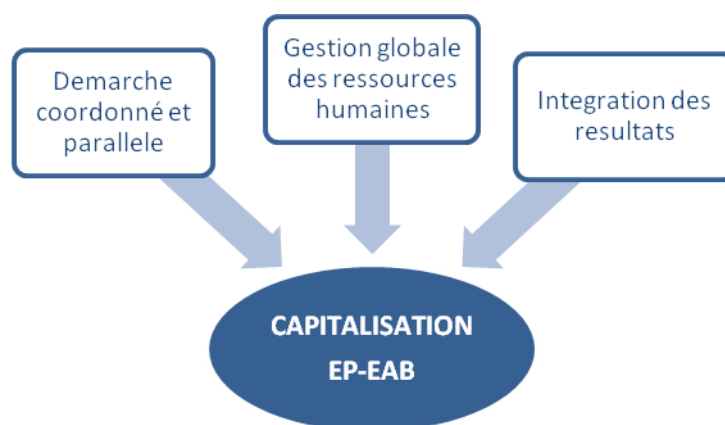 Demarche
coordonné et
parallele
Gestion globale
des ressources
humaines
Integration des
resultats
CAPITALISATION
EP-EAB